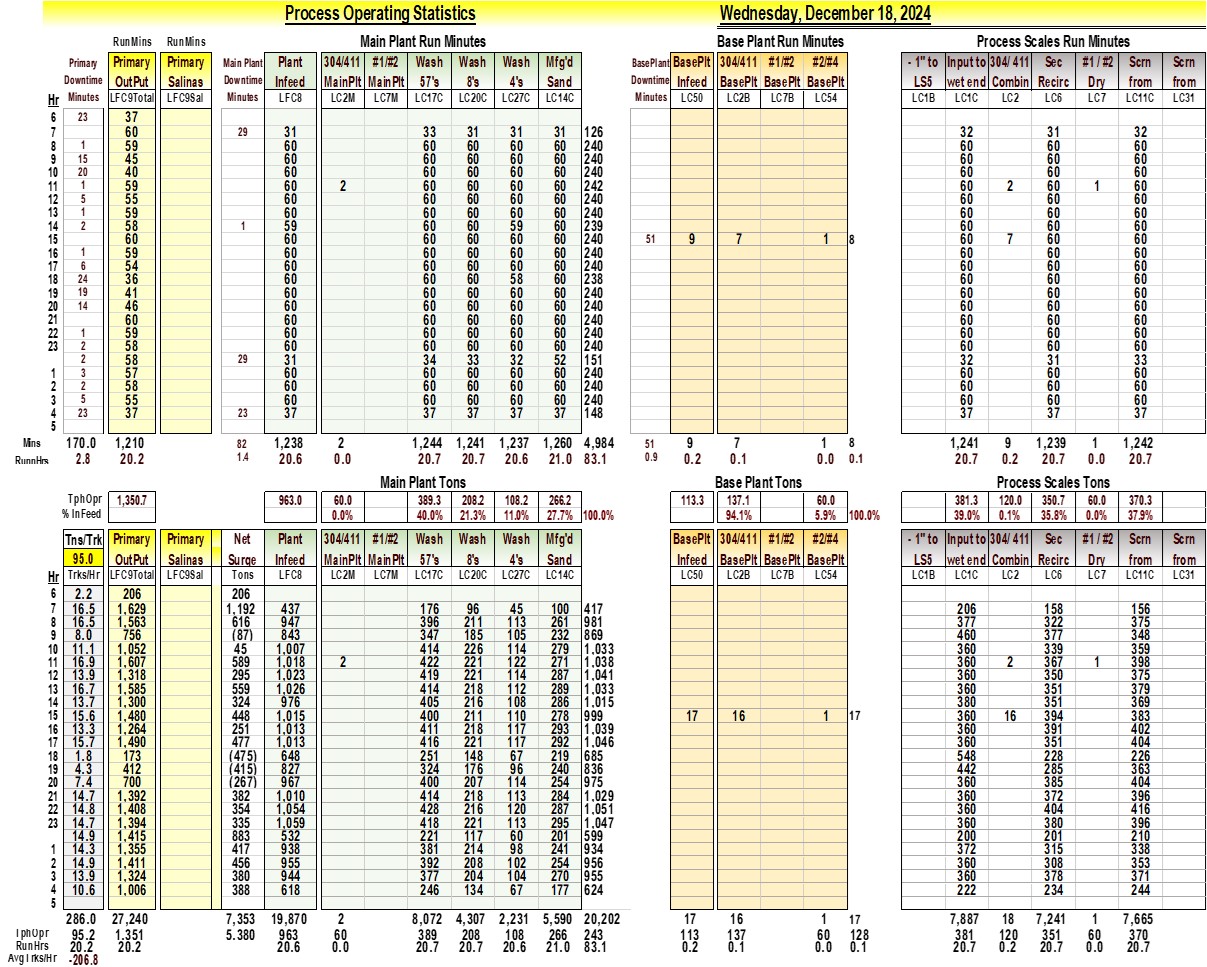 Process Operating Statistics Wednesday, December 18, 2024
RunMins RunMins Main Plant Run Minutes Base Plant Run Minutes Process Scales Run Minutes
Primary Primary Primary Main Plant Plant 304/411 #1/#2 Wash Wash Wash Mfg'd BasePlant BasePlt 304/411 #1/#2 #2/#4 - 1" to Input to 304/ 411 Sec #1 / #2 Scrn Scrn
Downtime OutPut Salinas Downtime Infeed MainPlt MainPlt 57's 8's 4's Sand Downtime Infeed BasePlt BasePlt BasePlt LS5 wet end Combin Recirc Dry from from
Hr Minutes LFC9Total LFC9Sal Minutes LFC8 LC2M LC7M LC17C LC20C LC27C LC14C Minutes LC50 LC2B LC7B LC54 LC1B LC1C LC2 LC6 LC7 LC11C LC31
6 23 37
7 60 29 31 33 31 31 31 126 32 31 32
8 1 59 60 60 60 60 60 240 60 60 60
9 15 45 60 60 60 60 60 240 60 60 60
10 20 40 60 60 60 60 60 240 60 60 60
11 1 59 60 2 60 60 60 60 242 60 2 60 1 60
12 5 55 60 60 60 60 60 240 60 60 60
13 1 59 60 60 60 60 60 240 60 60 60
14 2 58 1 59 60 60 59 60 239 60 60 60
15 60 60 60 60 60 60 240 51 9 7 1 8 60 7 60 60
16 1 59 60 60 60 60 60 240 60 60 60
17 6 54 60 60 60 60 60 240 60 60 60
18 24 36 60 60 60 58 60 238 60 60 60
19 19 41 60 60 60 60 60 240 60 60 60
20 14 46 60 60 60 60 60 240 60 60 60
21 60 60 60 60 60 60 240 60 60 60
22 1 59 60 60 60 60 60 240 60 60 60
23 2 58 60 60 60 60 60 240 60 60 60
2 58 29 31 34 33 32 52 151 32 31 33
1 3 57 60 60 60 60 60 240 60 60 60
2 2 58 60 60 60 60 60 240 60 60 60
3 5 55 60 60 60 60 60 240 60 60 60
4 23 37 23 37 37 37 37 37 148 37 37 37
5
Mins 170.0 1,210 82 1,238 2 1,244 1,241 1,237 1,260 4,984 51 9 7 1 8 1,241 9 1,239 1 1,242
RunnHrs 2.8 20.2 1.4 20.6 0.0 20.7 20.7 20.6 21.0 83.1 0.9 0.2 0.1 0.0 0.1 20.7 0.2 20.7 0.0 20.7
Main Plant Tons Base Plant Tons Process Scales Tons
TphOpr 1,350.7 963.0 60.0 389.3 208.2 108.2 266.2 113.3 137.1 60.0 381.3 120.0 350.7 60.0 370.3
% InFeed 0.0% 40.0% 21.3% 11.0% 27.7% 100.0% 94.1% 5.9% 100.0% 39.0% 0.1% 35.8% 0.0% 37.9%
Tns/Trk Primary Primary Net Plant 304/411 #1/#2 Wash Wash Wash Mfg'd BasePlt 304/411 #1/#2 #2/#4 - 1" to Input to 304/ 411 Sec #1 / #2 Scrn Scrn
95.0 OutPut Salinas Surge Infeed MainPlt MainPlt 57's 8's 4's Sand Infeed BasePlt BasePlt BasePlt LS5 wet end Combin Recirc Dry from from
Hr Trks/Hr LFC9Total LFC9Sal Tons LFC8 LC2M LC7M LC17C LC20C LC27C LC14C LC50 LC2B LC7B LC54 LC1B LC1C LC2 LC6 LC7 LC11C LC31
6 2.2 206 206
7 16.5 1,629 1,192 437 176 96 45 100 417 206 158 156
8 16.5 1,563 616 947 396 211 113 261 981 377 322 375
9 8.0 756 (87) 843 347 185 105 232 869 460 377 348
10 11.1 1,052 45 1,007 414 226 114 279 1,033 360 339 359
11 16.9 1,607 589 1,018 2 422 221 122 271 1,038 360 2 367 1 398
12 13.9 1,318 295 1,023 419 221 114 287 1,041 360 350 375
13 16.7 1,585 559 1,026 414 218 112 289 1,033 360 351 379
14 13.7 1,300 324 976 405 216 108 286 1,015 380 351 369
15 15.6 1,480 448 1,015 400 211 110 278 999 17 16 1 17 360 16 394 383
16 13.3 1,264 251 1,013 411 218 117 293 1,039 360 391 402
17 15.7 1,490 477 1,013 416 221 117 292 1,046 360 351 404
18 1.8 173 (475) 648 251 148 67 219 685 548 228 226
19 4.3 412 (415) 827 324 176 96 240 836 442 285 363
20 7.4 700 (267) 967 400 207 114 254 975 360 385 404
21 14.7 1,392 382 1,010 414 218 113 284 1,029 360 372 396
22 14.8 1,408 354 1,054 428 216 120 287 1,051 360 404 416
23 14.7 1,394 335 1,059 418 221 113 295 1,047 360 380 396
14.9 1,415 883 532 221 117 60 201 599 200 201 210
1 14.3 1,355 417 938 381 214 98 241 934 372 315 338
2 14.9 1,411 456 955 392 208 102 254 956 360 308 353
3 13.9 1,324 380 944 377 204 104 270 955 360 378 371
4 10.6 1,006 388 618 246 134 67 177 624 222 234 244
5
286.0 27,240 7,353 19,870 2 8,072 4,307 2,231 5,590 20,202 17 16 1 17 7,887 18 7,241 1 7,665
TphOpr 95.2 1,351 5.380 963 60 389 208 108 266 243 113 137 60 128 381 120 351 60 370
RunHrs 20.2 20.2 20.6 0.0 20.7 20.7 20.6 21.0 83.1 0.2 0.1 0.0 0.1 20.7 0.2 20.7 0.0 20.7
AvgTrks/Hr -206.8